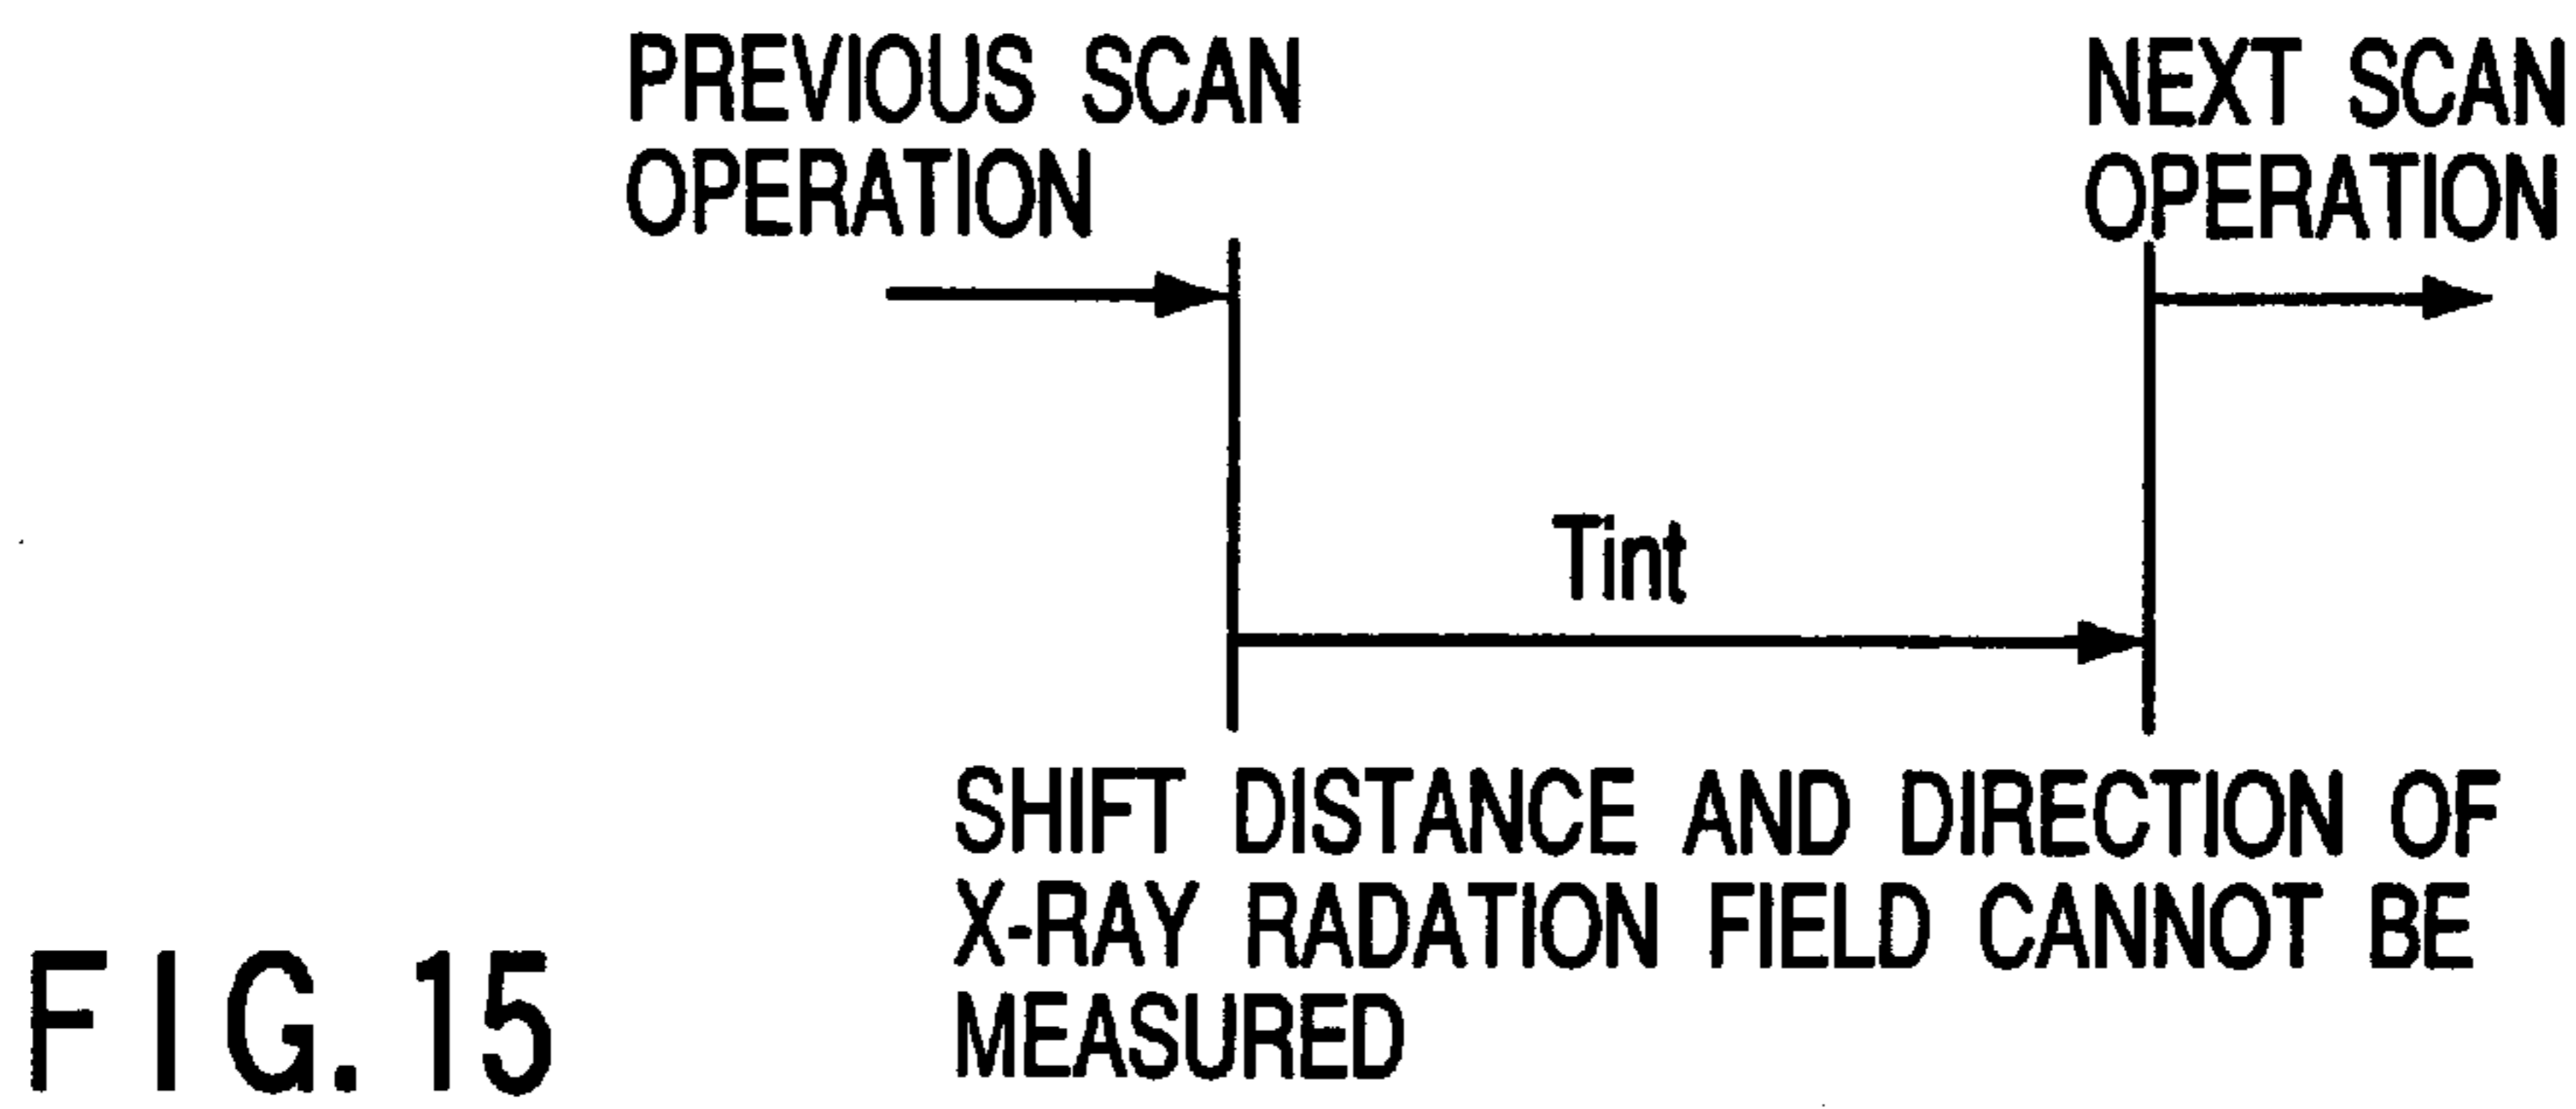 PREVIOUS SCAN
OPERATION
NEXT SCAN
OPERATION
Tint
SHIFT DISTANCE AND DIRECTION OF
X-RAY RADATION FIELD CANNOT BE
MEASURED
FIG. 15